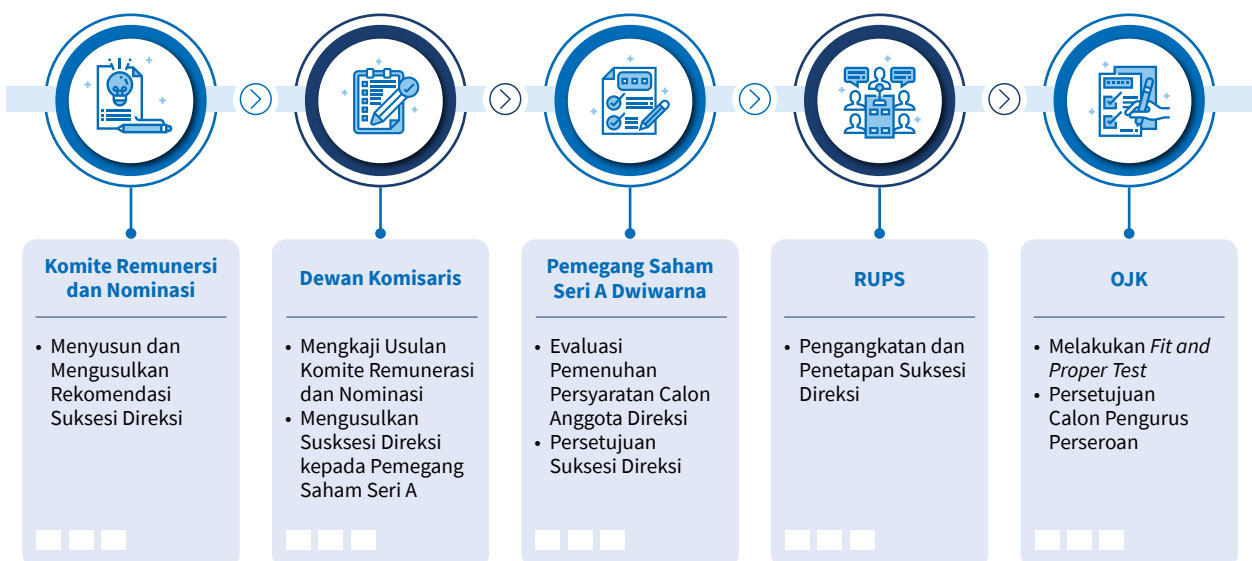 Komite Remunersi
dan Nominasi
• Menyusun dan
Mengusulkan
Rekomendasi
Suksesi Direksi
Dewan Komisaris
• Mengkaji Usulan
Komite Remunerasi
dan Nominasi
• Mengusulkan
Susksesi Direksi
kepada Pemegang
Saham Seri A
Pemegang Saham
Seri A Dwiwarna
• Evaluasi
Pemenuhan
Persyaratan Calon
Anggota Direksi
• Persetujuan
Suksesi Direksi
RUPS
• Pengangkatan dan
Penetapan Suksesi
Direksi
OJK
• Melakukan Fit and
Proper Test
• Persetujuan
Calon Pengurus
Perseroan